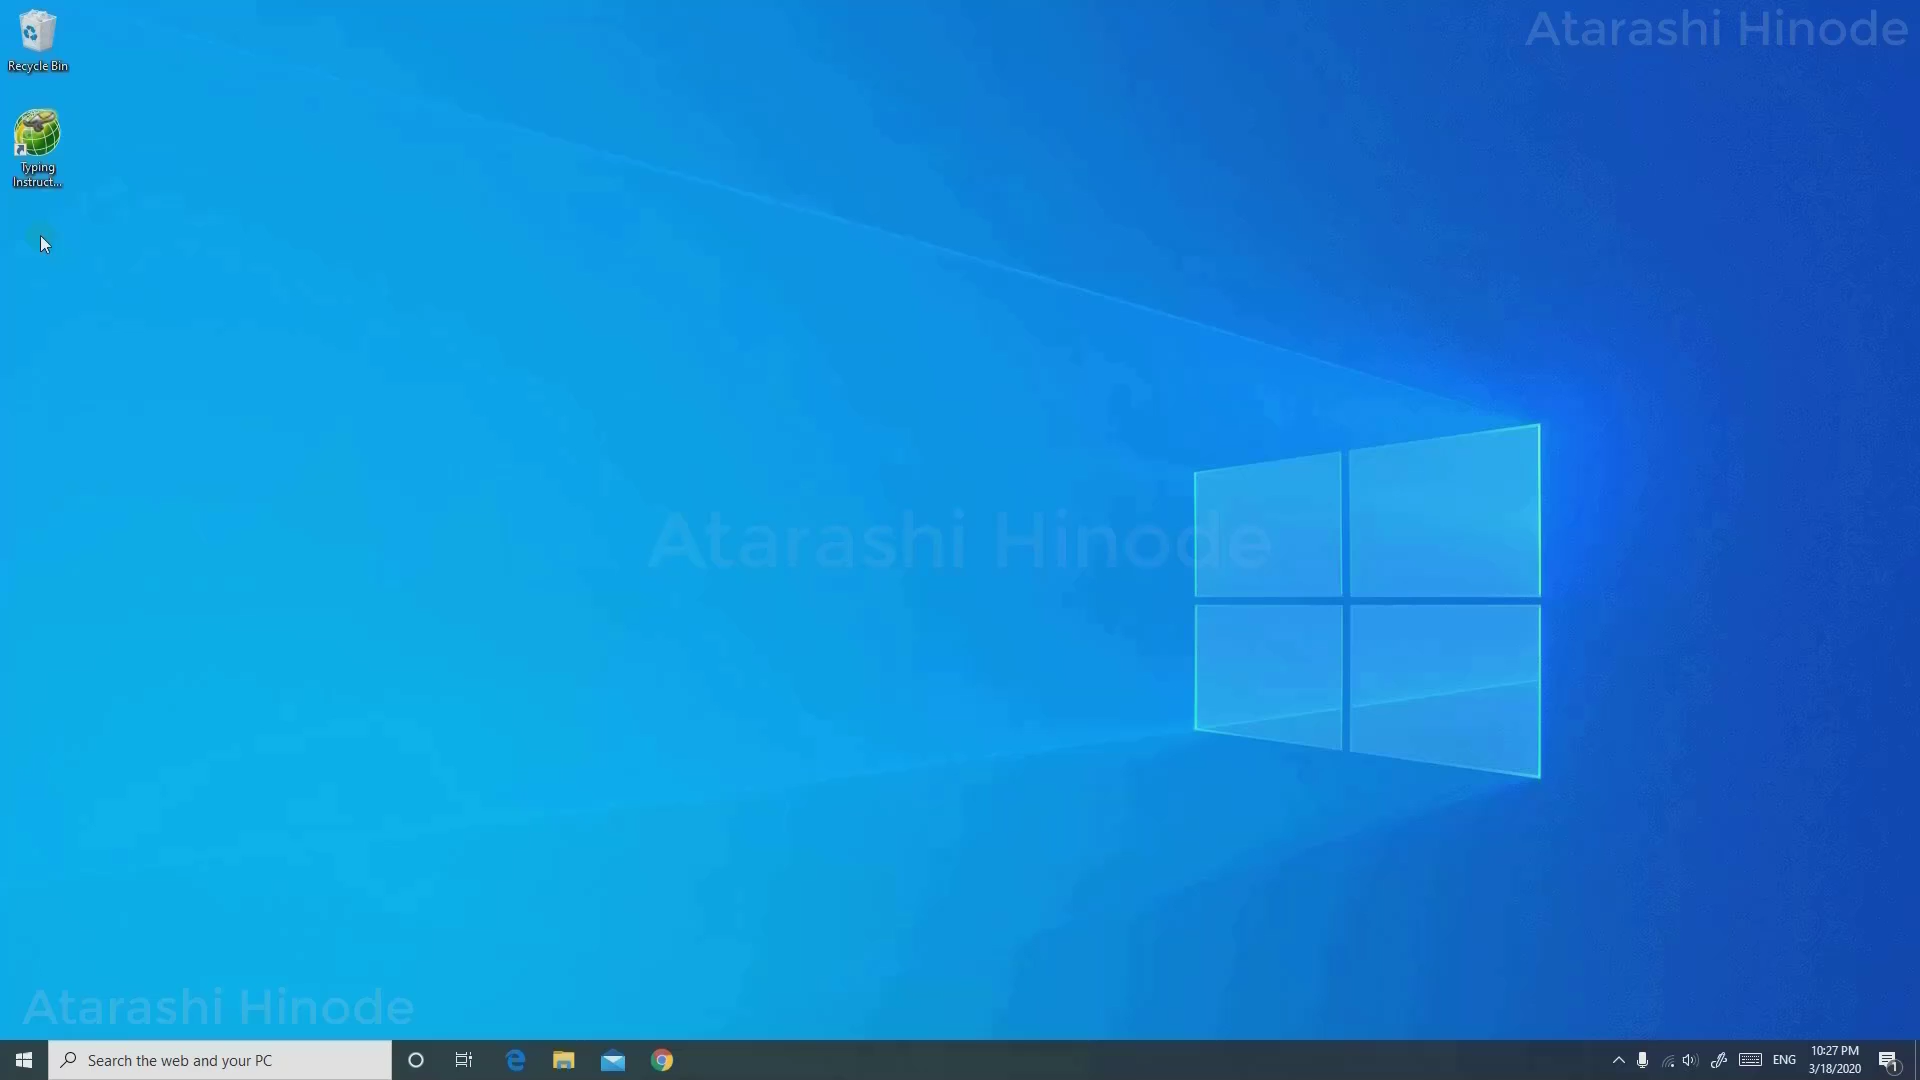 Atarashi Hinode
Recycle Bin
Typing
Instruct...
Atarashi Hinode
Atarashi Hinode
Search the web and your PC
ENG
10:27 PM
3/18/2020
1